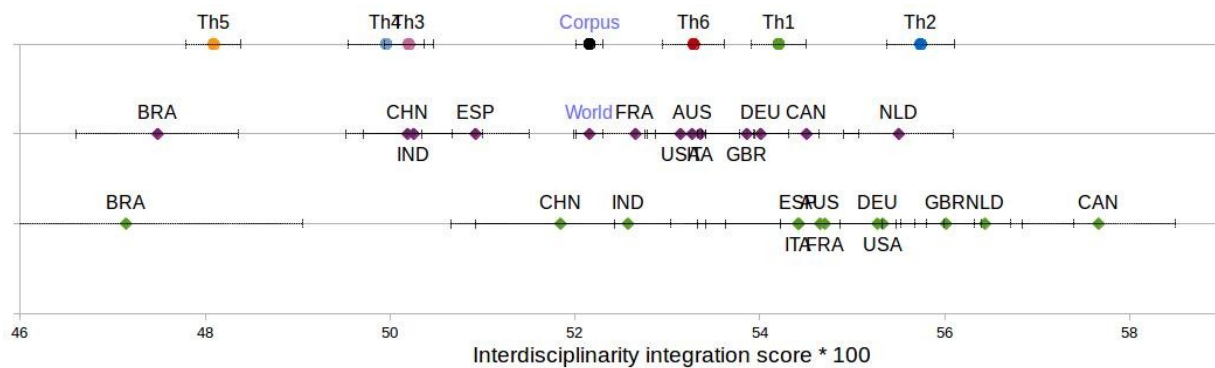 Th5 Th4 Th3 Corpus Th6 Th1 Th2
BRA CHN ESP World FRA AUS DEU CAN NLD
IND USA ITA GBR
BRA CHN IND ESP AUS DEU GBR NLD CAN
ITA FRA USA
46 48 50 52 54 56 58
Interdisciplinarity integration score * 100